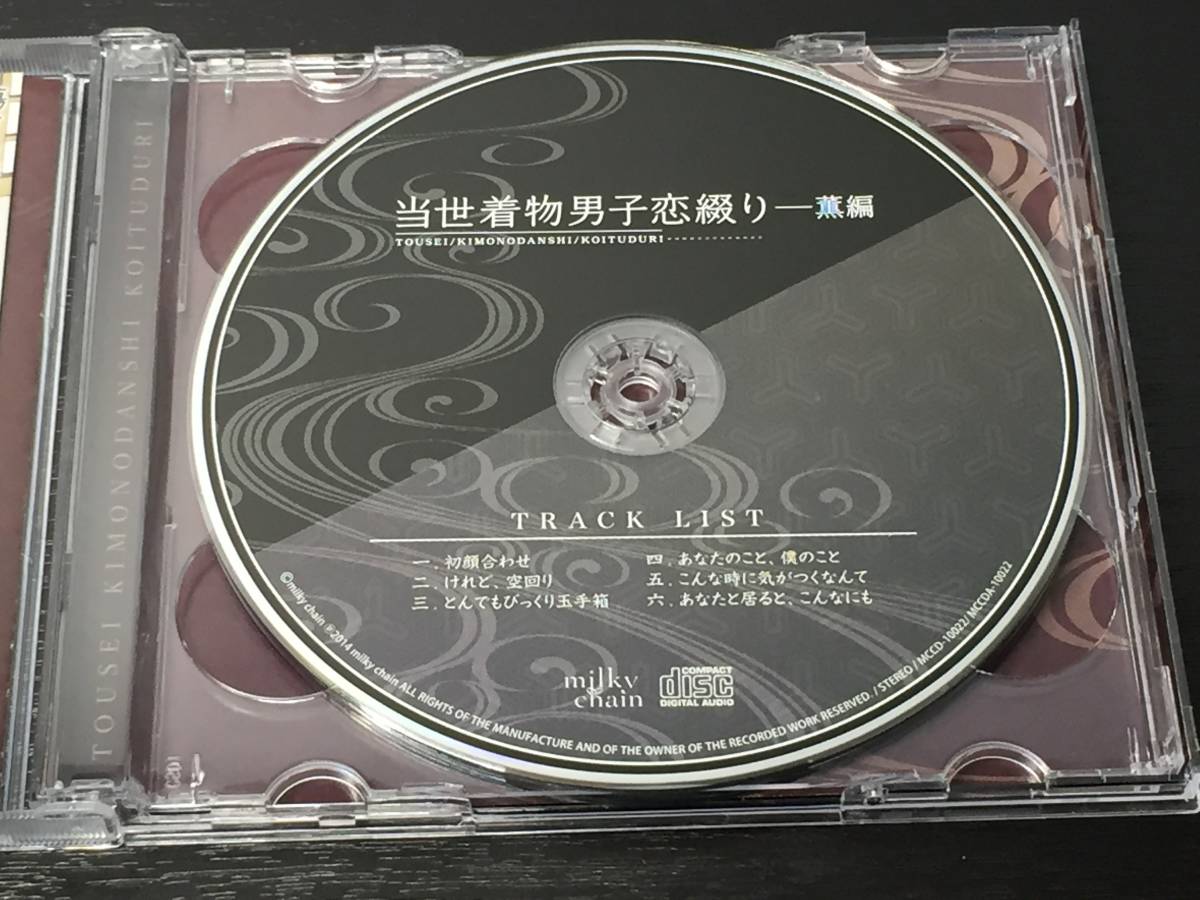 TOUSEI KIMONODANSHI KOITUDURI
当世着物男子恋綴り―薫編
TOUSEI/KIMONODANSHI/KOITUDURI
TRACK LIST
一．初顔合わせ
二．けれど、空回り
三．とんでもびっくり玉手箱
四．あなたのこと、僕のこと
五．こんな時に気がつくなんて
六．あなたと居ると、こんなにも
milky chain
COMPACT
disc
DIGITAL AUDIO
©milky chain ℗2014 milky chain ALL RIGHTS OF THE MANUFACTURE AND OF THE OWNER OF THE RECORDED WORK RESERVED. / STEREO / MCCD-10022/ MCCDA-10022